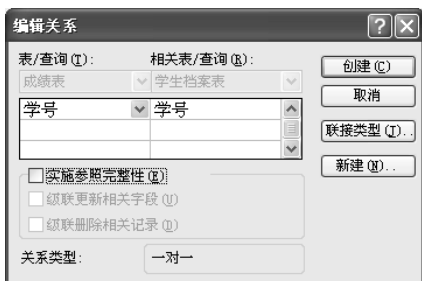 编辑关系
表/查询(T): 相关表/查询(R):
成绩表 学生档案表
学号 学号
实施参照完整性(E)
级联更新相关字段(U)
级联删除相关记录(D)
关系类型: 一对一
创建(C)
取消
联接类型(J)..
新建(N)..